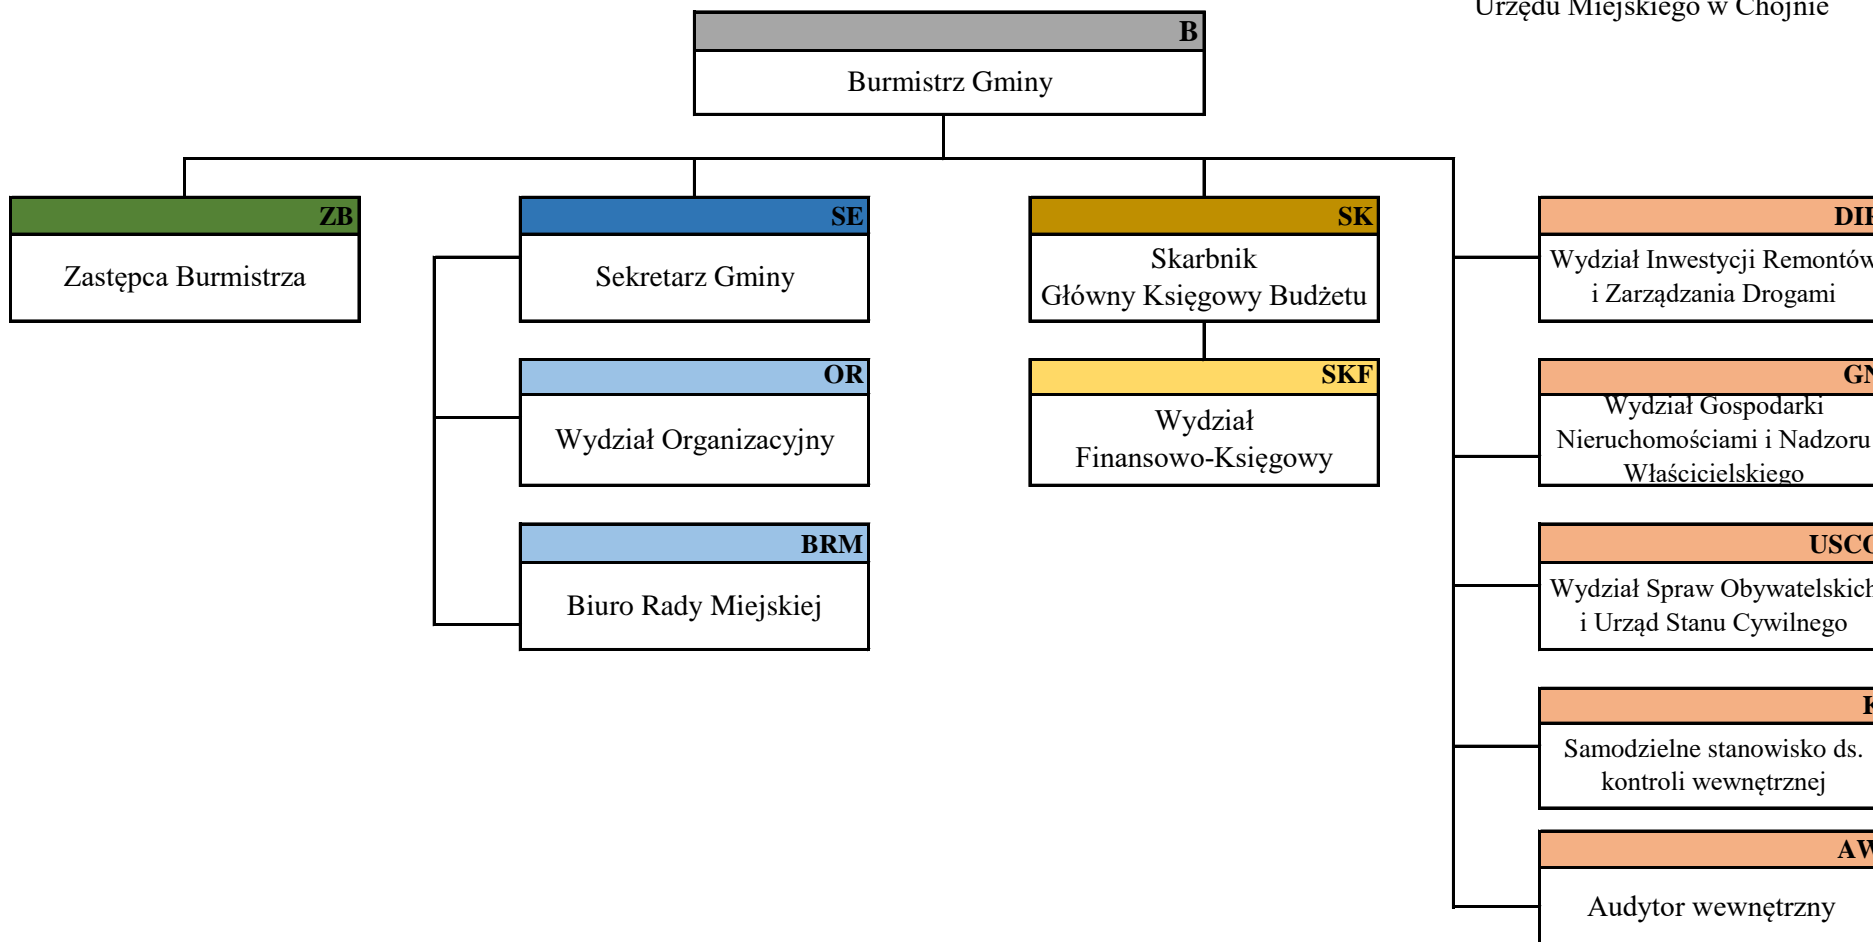 Urzędu Miejskiego w Chojnie
B
Burmistrz Gminy
ZB
Zastępca Burmistrza
SE
Sekretarz Gminy
OR
Wydział Organizacyjny
BRM
Biuro Rady Miejskiej
SK
Skarbnik
Główny Księgowy Budżetu
SKF
Wydział
Finansowo-Księgowy
Wydział Inwestycji Remontów
i Zarządzania Drogami
GN
Wydział Gospodarki
Nieruchomościami i Nadzoru
Właścicielskiego
Wydział Spraw Obywatelskich
i Urząd Stanu Cywilnego
K
Samodzielne stanowisko ds.
kontroli wewnętrznej
AW
Audytor wewnętrzny